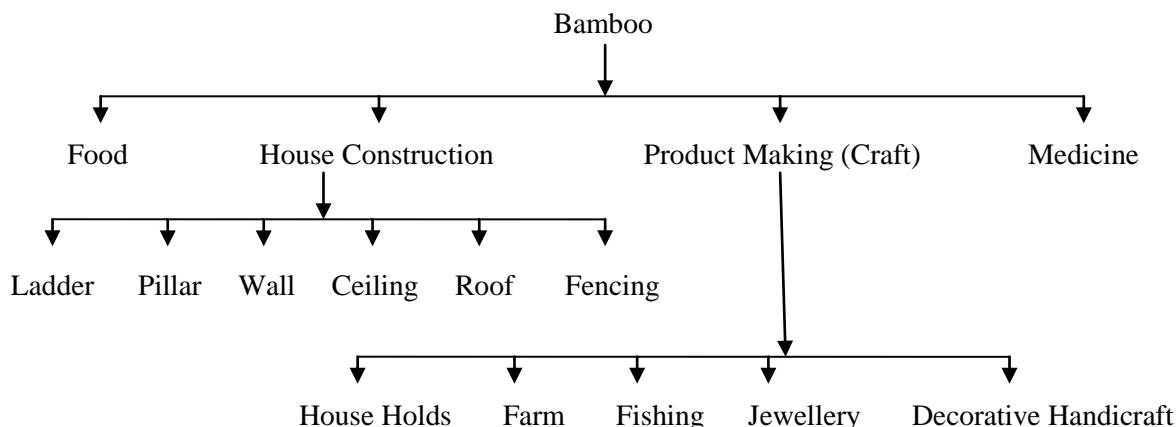 Bamboo
Food House Construction Product Making (Craft) Medicine
Ladder Pillar Wall Ceiling Roof Fencing
House Holds Farm Fishing Jewellery Decorative Handicraft